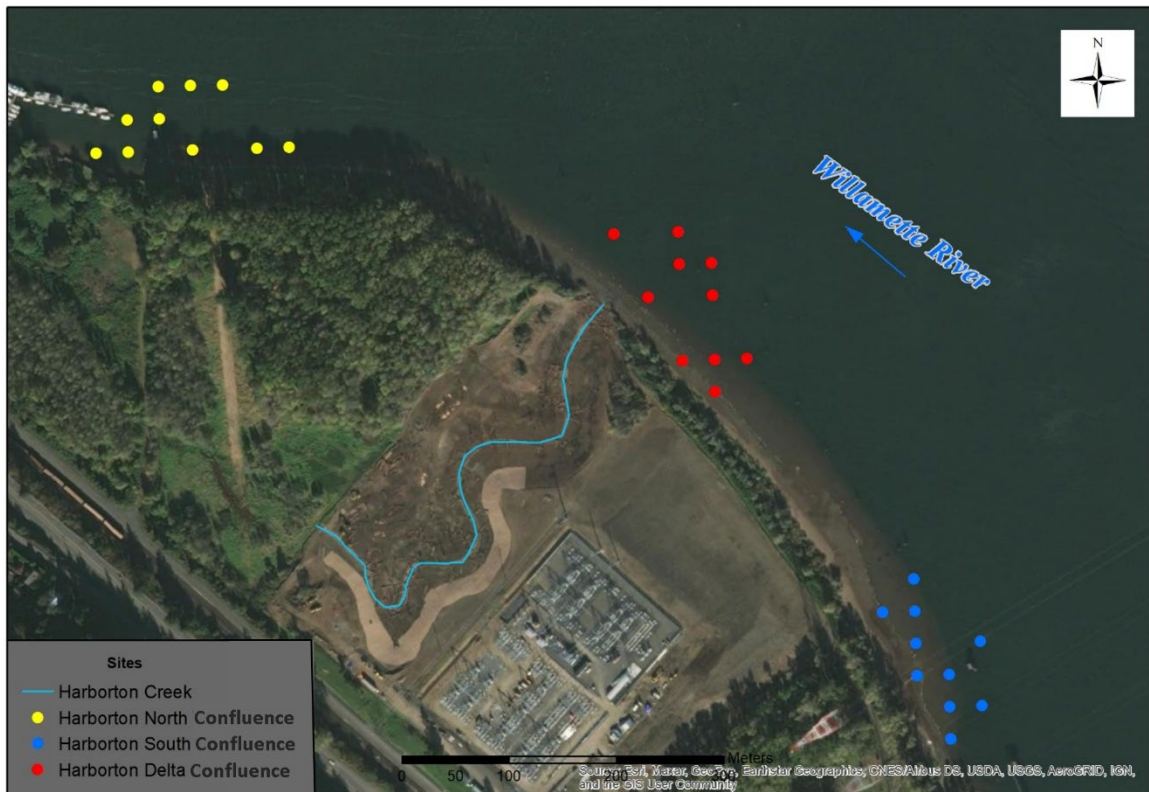 N
Willamette River
Sites
Harborton Creek
Harborton North Confluence
Harborton South Confluence
Harborton Delta Confluence
Meters
0 100 200
Source: Esri, Maxar, GeoEye, Earthstar Geographics, CNES/Airbus DS, USDA, USGS, AeroGRID, IGN,
and the GIS User Community